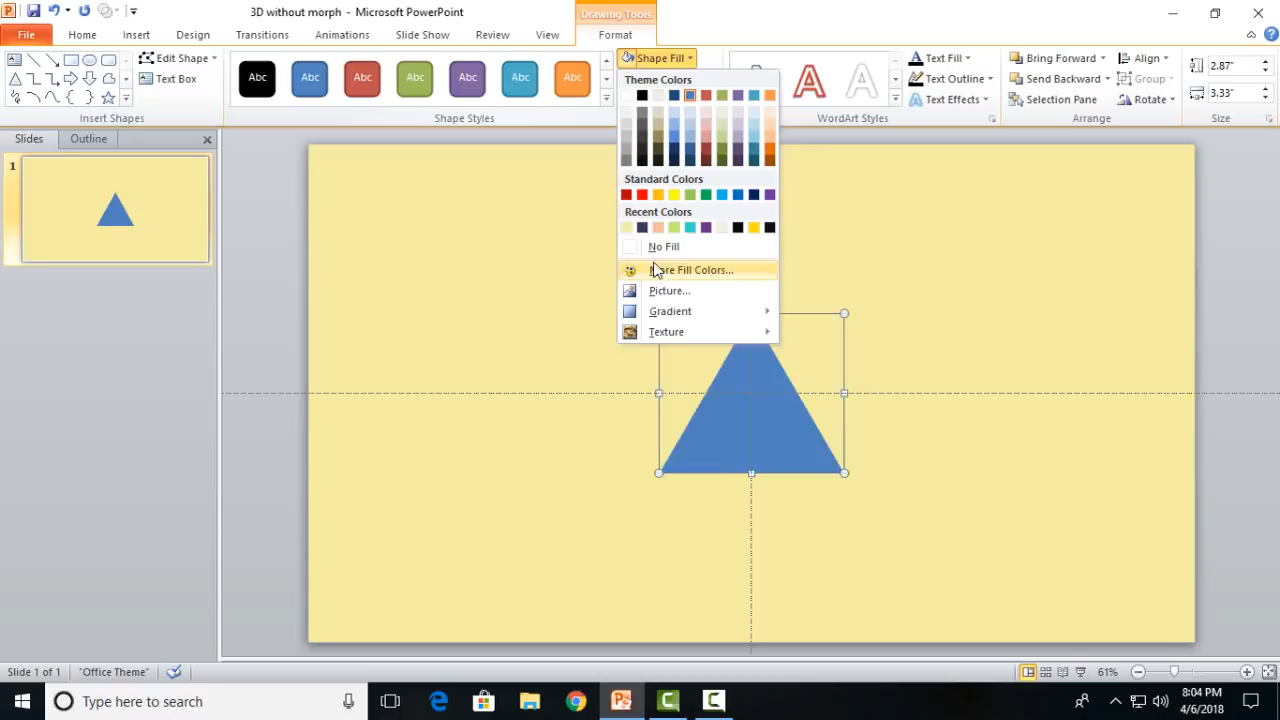 3D without morph - Microsoft PowerPoint
Drawing Tools
File Home Insert Design Transitions Animations Slide Show Review View Format
Edit Shape
Text Box
Insert Shapes
Abc Abc Abc Abc Abc Abc Abc
Shape Styles
Shape Fill
A A
WordArt Styles
Text Fill
Text Outline
Text Effects
Bring Forward
Send Backward
Selection Pane
Align
Group
Rotate
Arrange
2.87"
3.33"
Size
Theme Colors
Standard Colors
Recent Colors
No Fill
More Fill Colors...
Picture...
Gradient
Texture
Slides Outline
1
Slide 1 of 1 "Office Theme" 61%
Type here to search
8:04 PM
4/6/2018